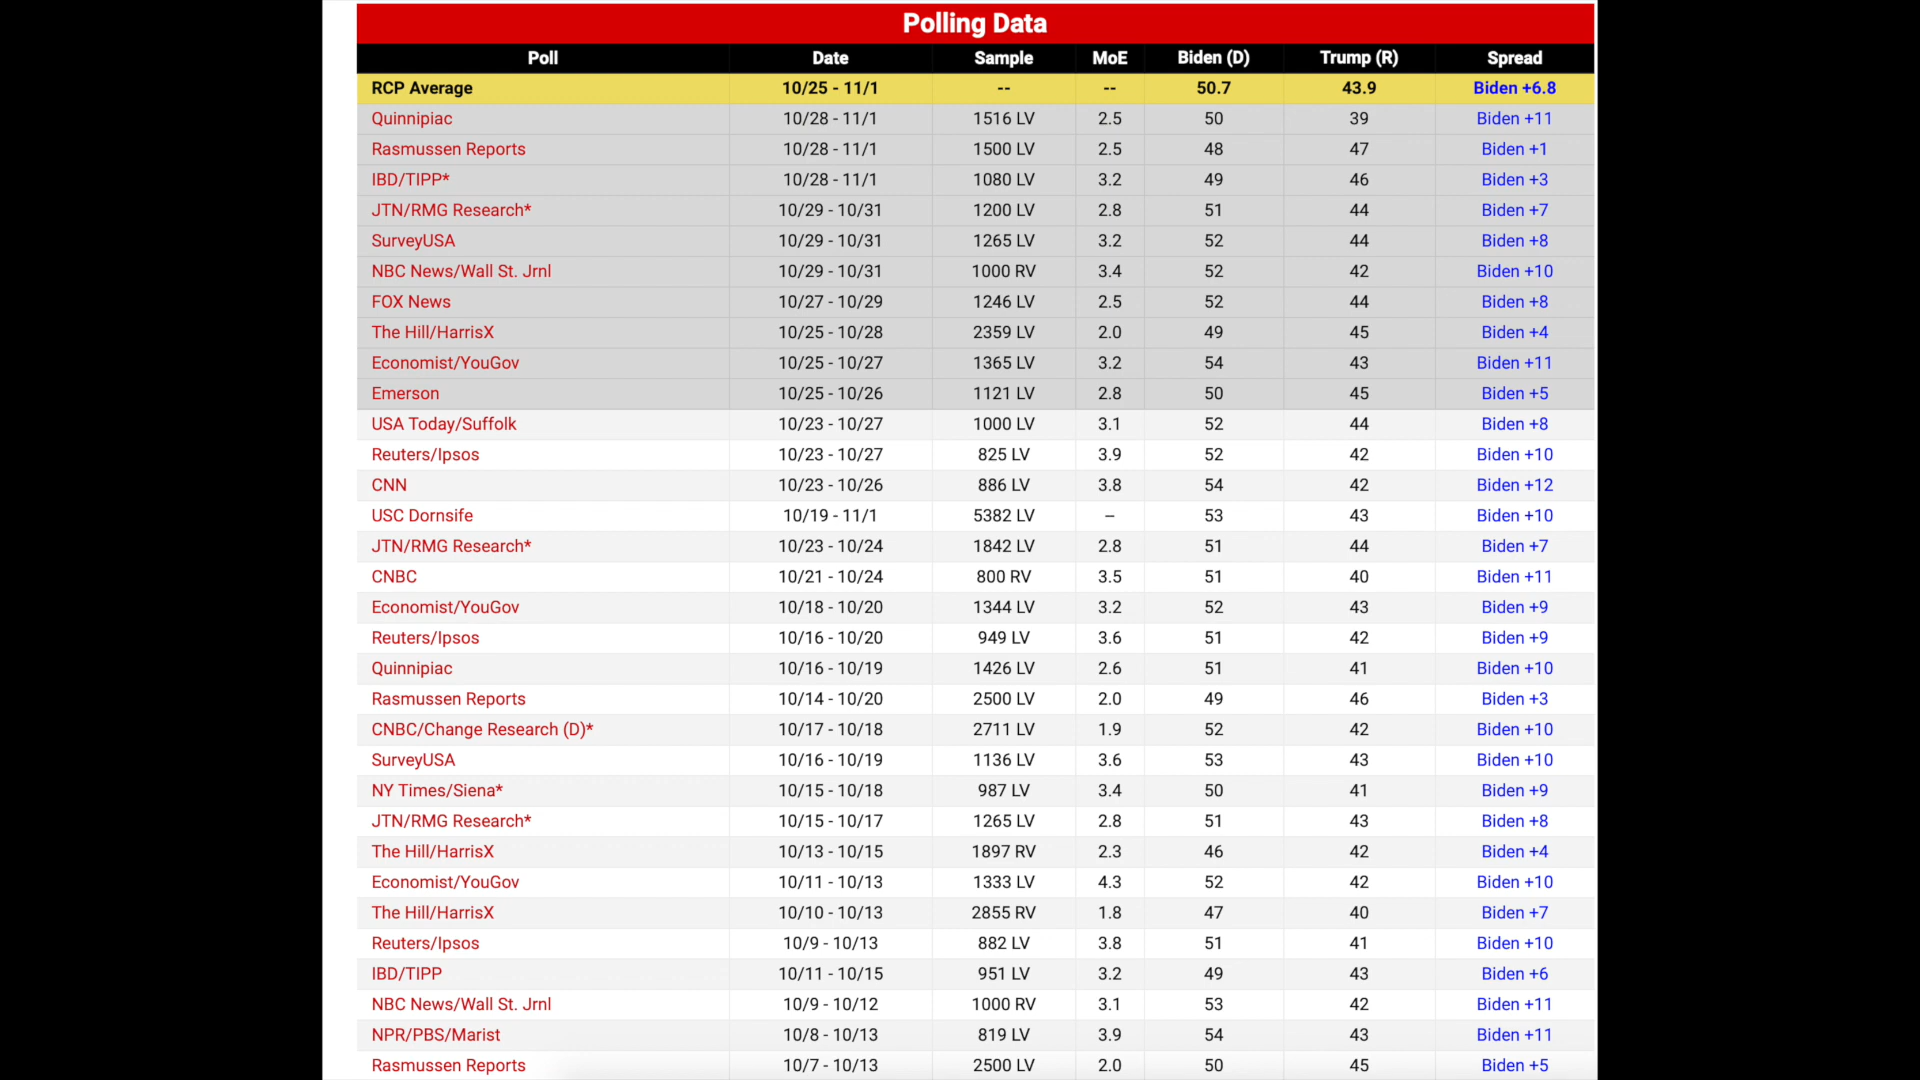 Polling Data
Poll Date Sample MoE Biden (D) Trump (R) Spread
RCP Average 10/25 - 11/1 -- -- 50.7 43.9 Biden +6.8
Quinnipiac 10/28 - 11/1 1516 LV 2.5 50 39 Biden +11
Rasmussen Reports 10/28 - 11/1 1500 LV 2.5 48 47 Biden +1
IBD/TIPP* 10/28 - 11/1 1080 LV 3.2 49 46 Biden +3
JTN/RMG Research* 10/29 - 10/31 1200 LV 2.8 51 44 Biden +7
SurveyUSA 10/29 - 10/31 1265 LV 3.2 52 44 Biden +8
NBC News/Wall St. Jrnl 10/29 - 10/31 1000 RV 3.4 52 42 Biden +10
FOX News 10/27 - 10/29 1246 LV 2.5 52 44 Biden +8
The Hill/HarrisX 10/25 - 10/28 2359 LV 2.0 49 45 Biden +4
Economist/YouGov 10/25 - 10/27 1365 LV 3.2 54 43 Biden +11
Emerson 10/25 - 10/26 1121 LV 2.8 50 45 Biden +5
USA Today/Suffolk 10/23 - 10/27 1000 LV 3.1 52 44 Biden +8
Reuters/Ipsos 10/23 - 10/27 825 LV 3.9 52 42 Biden +10
CNN 10/23 - 10/26 886 LV 3.8 54 42 Biden +12
USC Dornsife 10/19 - 11/1 5382 LV – 53 43 Biden +10
JTN/RMG Research* 10/23 - 10/24 1842 LV 2.8 51 44 Biden +7
CNBC 10/21 - 10/24 800 RV 3.5 51 40 Biden +11
Economist/YouGov 10/18 - 10/20 1344 LV 3.2 52 43 Biden +9
Reuters/Ipsos 10/16 - 10/20 949 LV 3.6 51 42 Biden +9
Quinnipiac 10/16 - 10/19 1426 LV 2.6 51 41 Biden +10
Rasmussen Reports 10/14 - 10/20 2500 LV 2.0 49 46 Biden +3
CNBC/Change Research (D)* 10/17 - 10/18 2711 LV 1.9 52 42 Biden +10
SurveyUSA 10/16 - 10/19 1136 LV 3.6 53 43 Biden +10
NY Times/Siena* 10/15 - 10/18 987 LV 3.4 50 41 Biden +9
JTN/RMG Research* 10/15 - 10/17 1265 LV 2.8 51 43 Biden +8
The Hill/HarrisX 10/13 - 10/15 1897 RV 2.3 46 42 Biden +4
Economist/YouGov 10/11 - 10/13 1333 LV 4.3 52 42 Biden +10
The Hill/HarrisX 10/10 - 10/13 2855 RV 1.8 47 40 Biden +7
Reuters/Ipsos 10/9 - 10/13 882 LV 3.8 51 41 Biden +10
IBD/TIPP 10/11 - 10/15 951 LV 3.2 49 43 Biden +6
NBC News/Wall St. Jrnl 10/9 - 10/12 1000 RV 3.1 53 42 Biden +11
NPR/PBS/Marist 10/8 - 10/13 819 LV 3.9 54 43 Biden +11
Rasmussen Reports 10/7 - 10/13 2500 LV 2.0 50 45 Biden +5